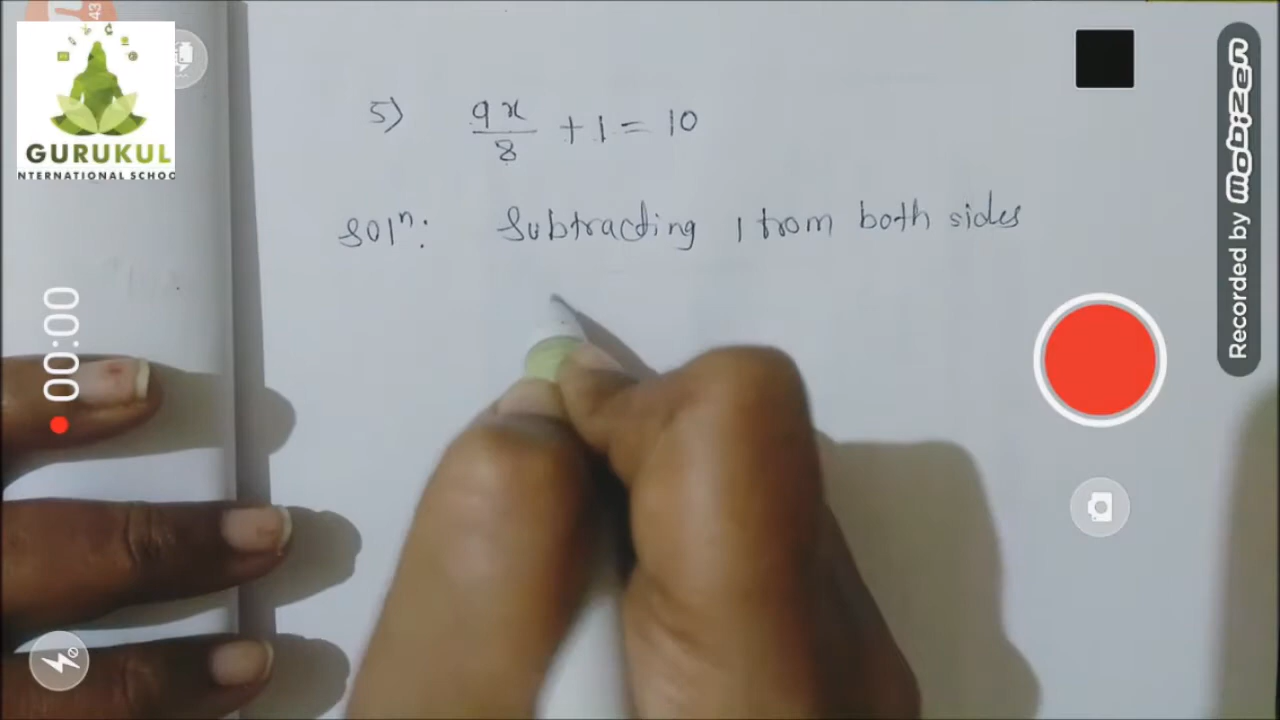 43
GURUKUL
NTERNATIONAL SCHOO
5) 9x/8 + 1 = 10
Solⁿ: Subtracting 1 from both sides
00:00
Recorded by mobizen